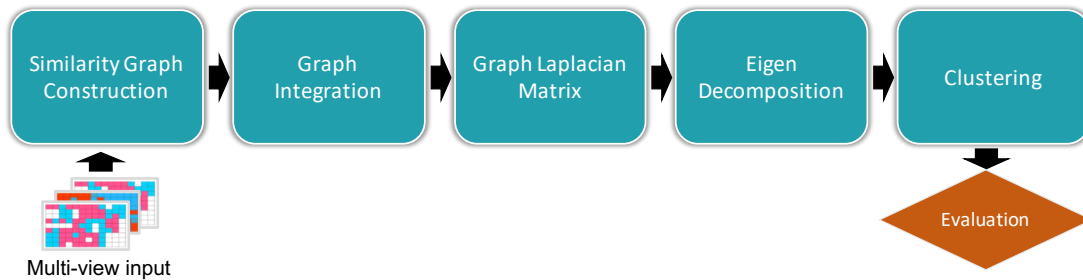 Similarity Graph
Construction
Graph
Integration
Graph Laplacian
Matrix
Eigen
Decomposition
Clustering
Evaluation
Multi-view input